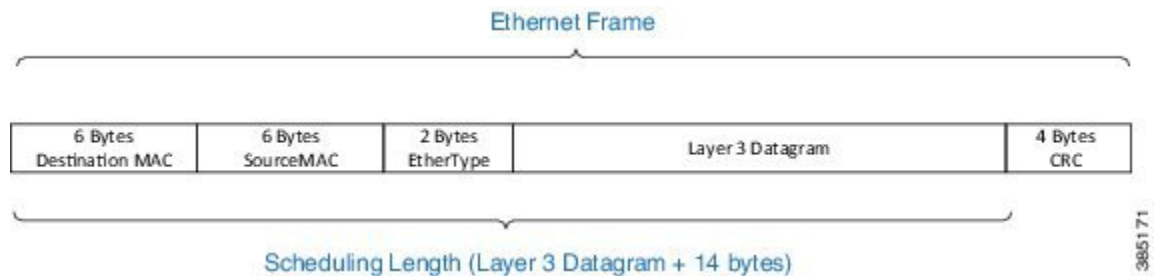 Ethernet Frame
6 Bytes
Destination MAC
6 Bytes
SourceMAC
2 Bytes
EtherType
Layer 3 Datagram
4 Bytes
CRC
Scheduling Length (Layer 3 Datagram + 14 bytes)
385171